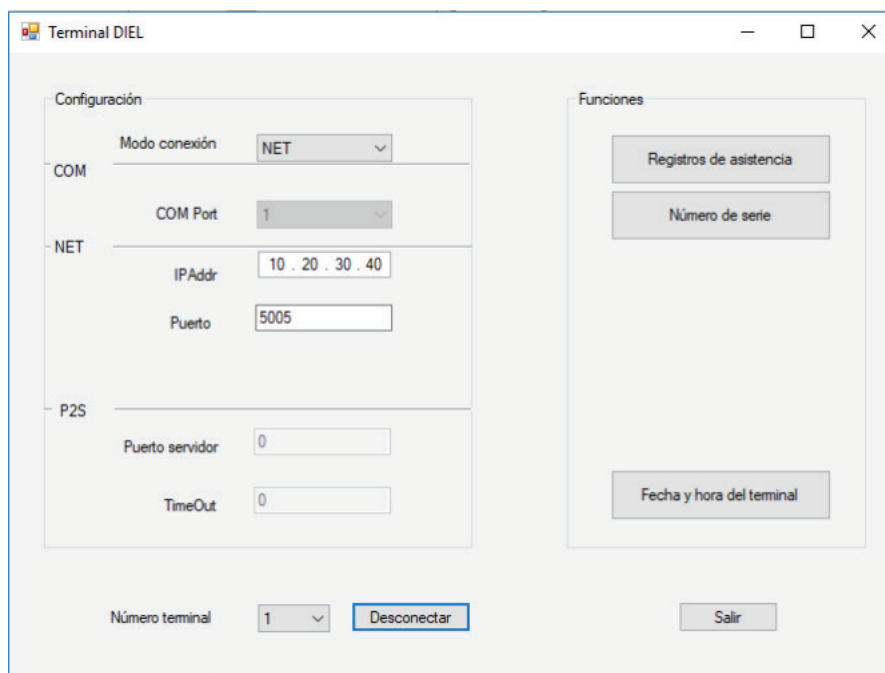 Terminal DIEL
Configuración
Modo conexión NET
COM
COM Port 1
NET
IPAddr 10 . 20 . 30 . 40
Puerto 5005
P2S
Puerto servidor 0
TimeOut 0
Número terminal 1 Desconectar
Funciones
Registros de asistencia
Número de serie
Fecha y hora del terminal
Salir